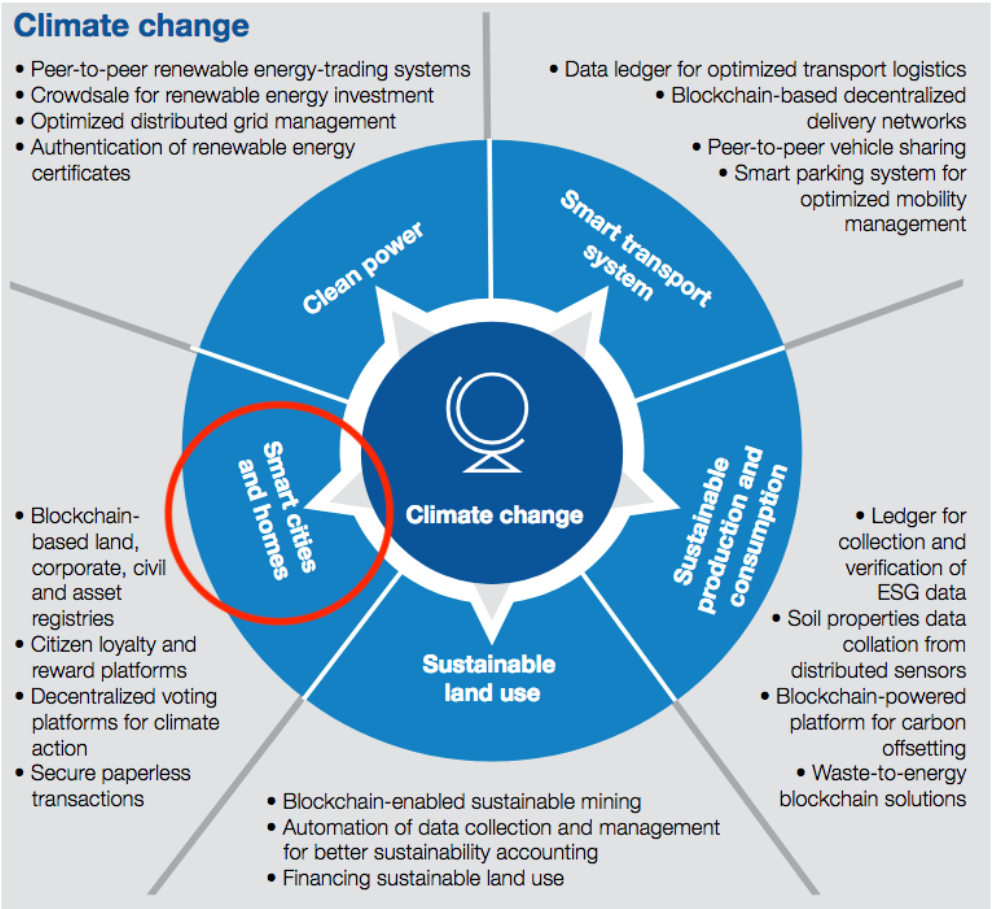 Climate change
• Peer-to-peer renewable energy-trading systems
• Crowdsale for renewable energy investment
• Optimized distributed grid management
• Authentication of renewable energy
certificates
• Data ledger for optimized transport logistics
• Blockchain-based decentralized
delivery networks
• Peer-to-peer vehicle sharing
• Smart parking system for
optimized mobility
management
Clean power
Smart transport
system
Smart cities
and homes
Climate change
Sustainable
production and
consumption
Sustainable
land use
• Blockchain-
based land,
corporate, civil
and asset
registries
• Citizen loyalty and
reward platforms
• Decentralized voting
platforms for climate
action
• Secure paperless
transactions
• Ledger for
collection and
verification of
ESG data
• Soil properties data
collation from
distributed sensors
• Blockchain-powered
platform for carbon
offsetting
• Waste-to-energy
blockchain solutions
• Blockchain-enabled sustainable mining
• Automation of data collection and management
for better sustainability accounting
• Financing sustainable land use